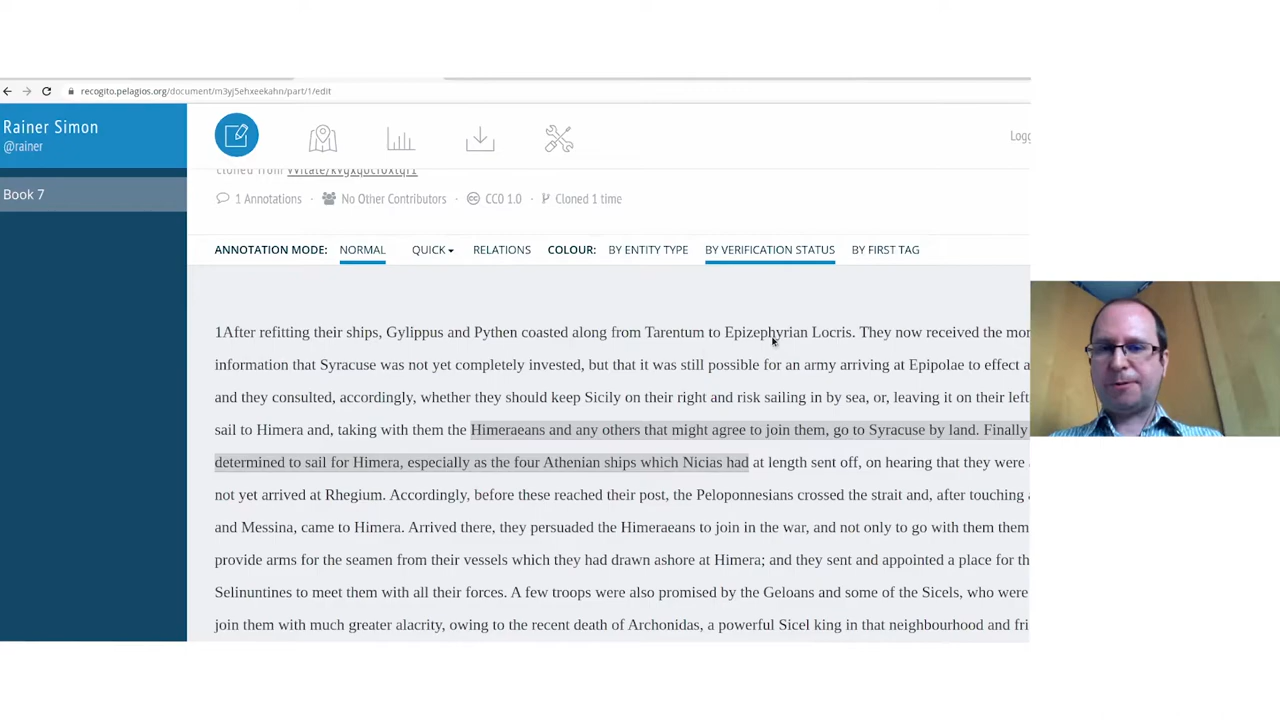 recogito.pelagios.org/document/m3yj5ehxeekahn/part/1/edit
Rainer Simon
@rainer
Logg
cloned from
Book 7
1 Annotations · No Other Contributors · CC0 1.0 · Cloned 1 time
ANNOTATION MODE: NORMAL QUICK RELATIONS COLOUR: BY ENTITY TYPE BY VERIFICATION STATUS BY FIRST TAG
1After refitting their ships, Gylippus and Pythen coasted along from Tarentum to Epizephyrian Locris. They now received the mor
information that Syracuse was not yet completely invested, but that it was still possible for an army arriving at Epipolae to effect a
and they consulted, accordingly, whether they should keep Sicily on their right and risk sailing in by sea, or, leaving it on their left
sail to Himera and, taking with them the Himeraeans and any others that might agree to join them, go to Syracuse by land. Finally
determined to sail for Himera, especially as the four Athenian ships which Nicias had at length sent off, on hearing that they were
not yet arrived at Rhegium. Accordingly, before these reached their post, the Peloponnesians crossed the strait and, after touching
and Messina, came to Himera. Arrived there, they persuaded the Himeraeans to join in the war, and not only to go with them them
provide arms for the seamen from their vessels which they had drawn ashore at Himera; and they sent and appointed a place for th
Selinuntines to meet them with all their forces. A few troops were also promised by the Geloans and some of the Sicels, who were
join them with much greater alacrity, owing to the recent death of Archonidas, a powerful Sicel king in that neighbourhood and fri